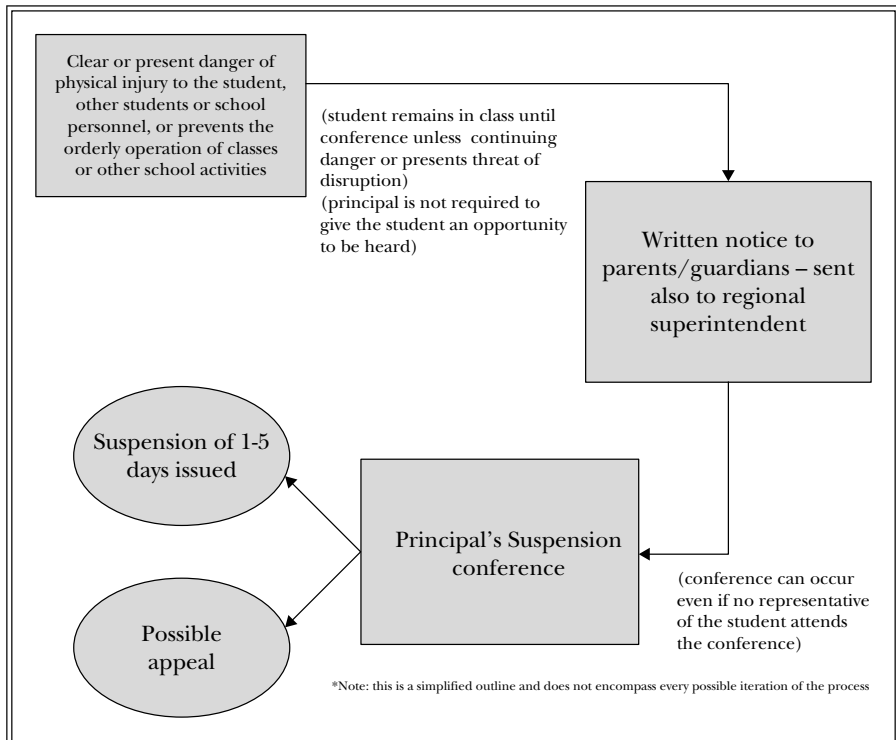 Clear or present danger of
physical injury to the student,
other students or school
personnel, or prevents the
orderly operation of classes
or other school activities
(student remains in class until
conference unless continuing
danger or presents threat of
disruption)
(principal is not required to
give the student an opportunity
to be heard)
Written notice to
parents/guardians – sent
also to regional
superintendent
Suspension of 1-5
days issued
Principal’s Suspension
conference
(conference can occur
even if no representative
of the student attends
the conference)
Possible
appeal
*Note: this is a simplified outline and does not encompass every possible iteration of the process